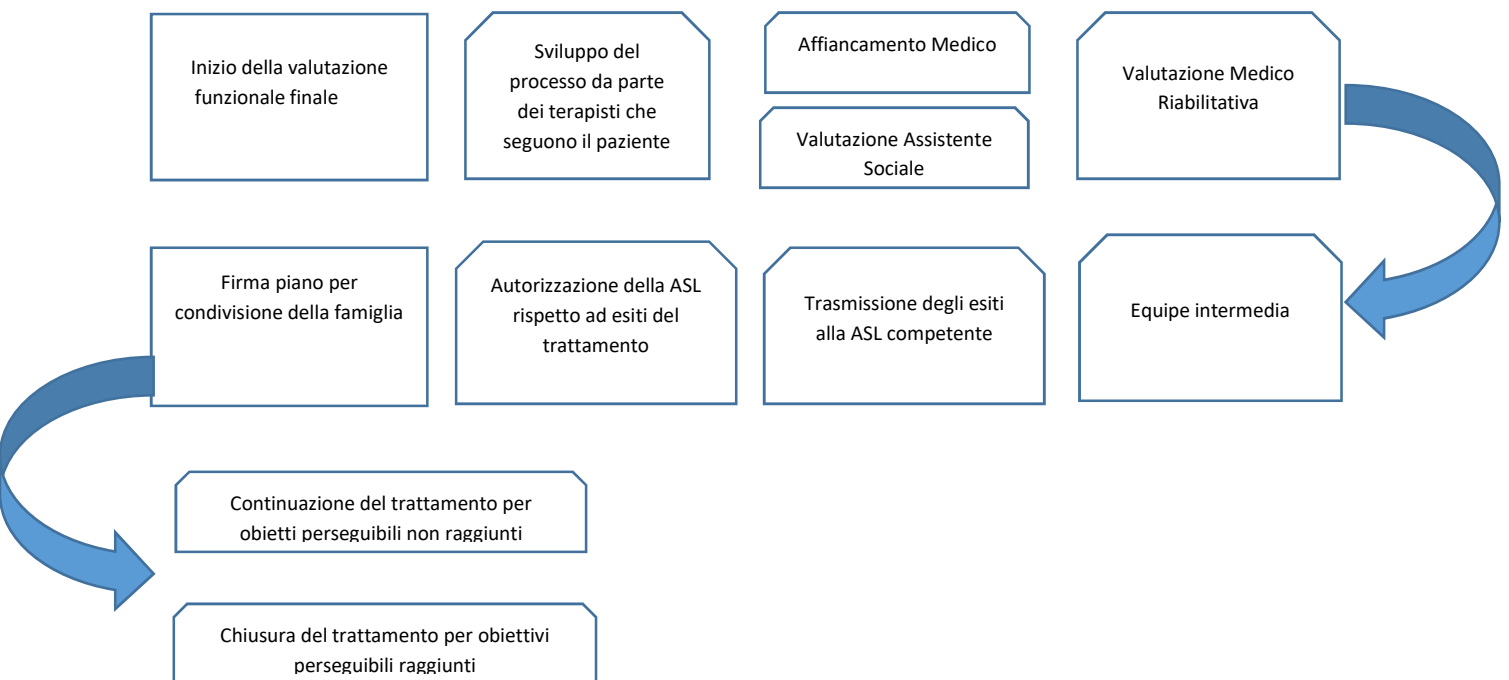 Inizio della valutazione
funzionale finale
Sviluppo del
processo da parte
dei terapisti che
seguono il paziente
Affiancamento Medico
Valutazione Assistente
Sociale
Valutazione Medico
Riabilitativa
Firma piano per
condivisione della famiglia
Autorizzazione della ASL
rispetto ad esiti del
trattamento
Trasmissione degli esiti
alla ASL competente
Equipe intermedia
Continuazione del trattamento per
obietti perseguibili non raggiunti
Chiusura del trattamento per obiettivi
perseguibili raggiunti